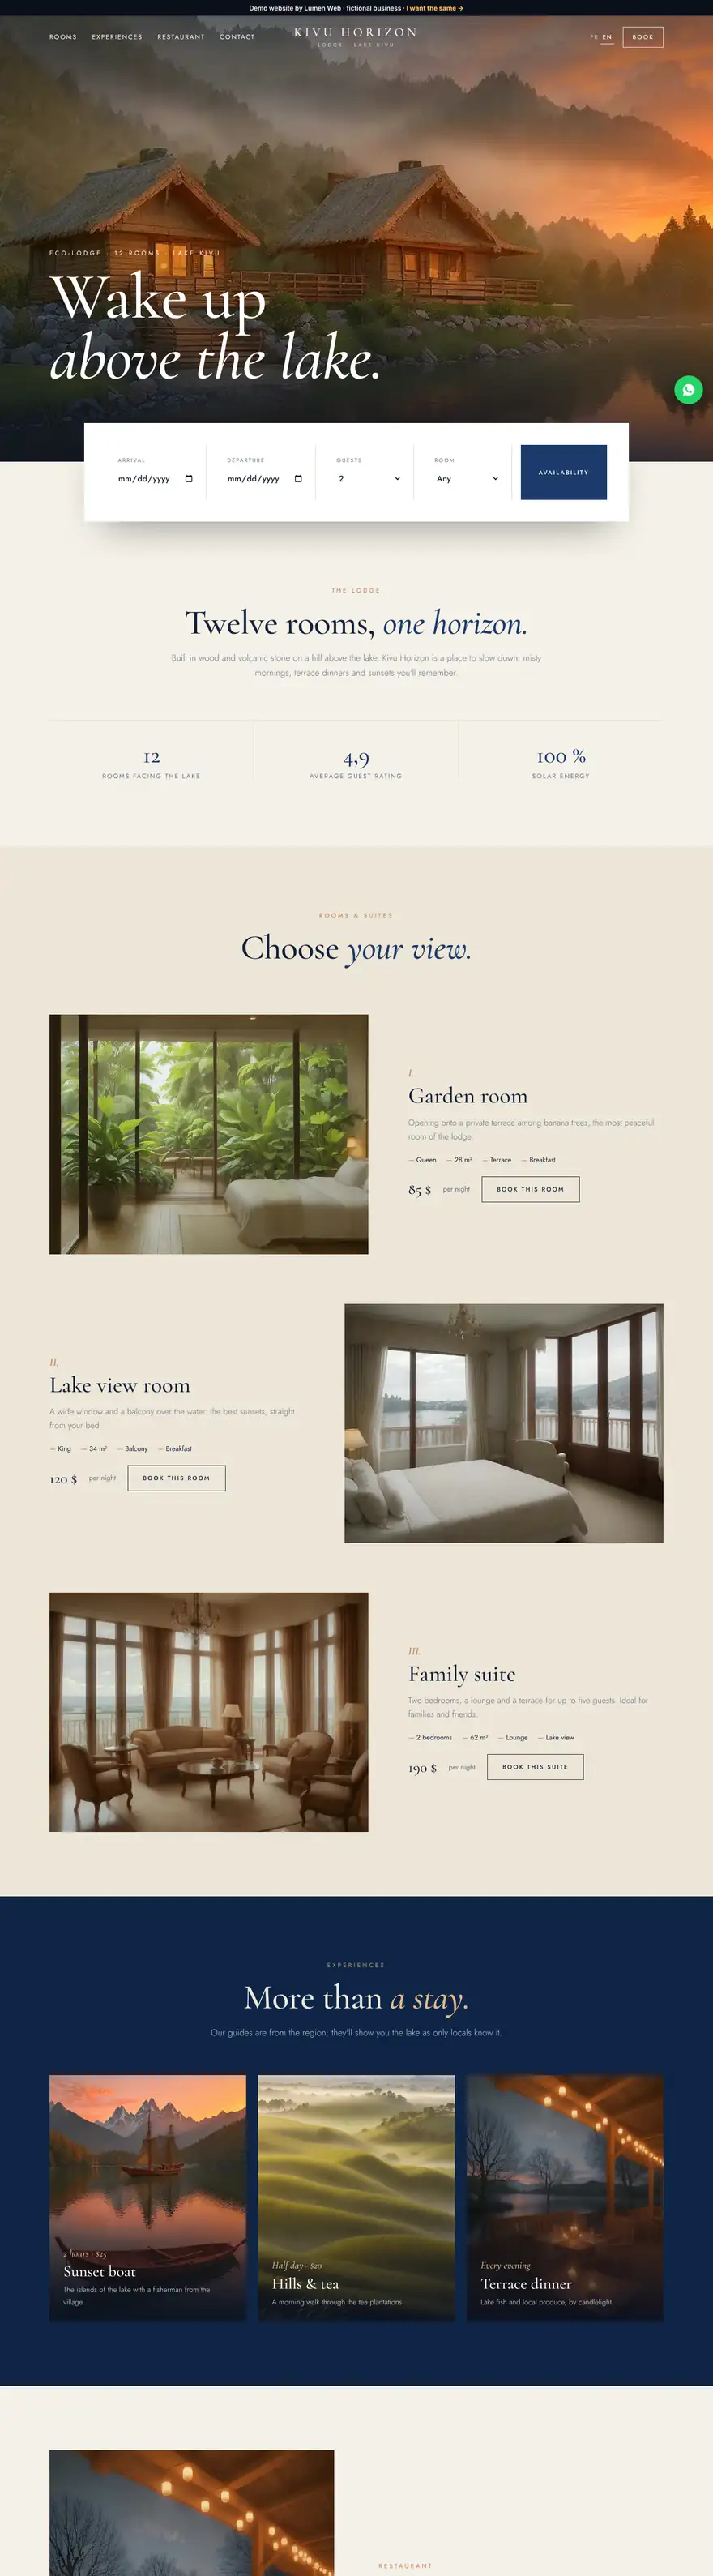 Demo website by Lumen Web · fictional business · I want the same →
ROOMS EXPERIENCES RESTAURANT CONTACT
KIVU HORIZON
LODGE · LAKE KIVU
FR EN
BOOK
ECO-LODGE · 12 ROOMS · LAKE KIVU
Wake up
above the lake.
ARRIVAL
mm/dd/yyyy
DEPARTURE
mm/dd/yyyy
GUESTS
2
ROOM
Any
AVAILABILITY
THE LODGE
Twelve rooms, one horizon.
Built in wood and volcanic stone on a hill above the lake, Kivu Horizon is a place to slow down: misty
mornings, terrace dinners and sunsets you'll remember.
12
ROOMS FACING THE LAKE
4,9
AVERAGE GUEST RATING
100 %
SOLAR ENERGY
ROOMS & SUITES
Choose your view.
I.
Garden room
Opening onto a private terrace among banana trees, the most peaceful
room of the lodge.
— Queen — 28 m² — Terrace — Breakfast
85 $ per night BOOK THIS ROOM
II.
Lake view room
A wide window and a balcony over the water: the best sunsets, straight
from your bed.
— King — 34 m² — Balcony — Breakfast
120 $ per night BOOK THIS ROOM
III.
Family suite
Two bedrooms, a lounge and a terrace for up to five guests. Ideal for
families and friends.
— 2 bedrooms — 62 m² — Lounge — Lake view
190 $ per night BOOK THIS SUITE
EXPERIENCES
More than a stay.
Our guides are from the region: they'll show you the lake as only locals know it.
2 hours · $25
Sunset boat
The islands of the lake with a fisherman from the
village.
Half day · $20
Hills & tea
A morning walk through the tea plantations.
Every evening
Terrace dinner
Lake fish and local produce, by candlelight.
RESTAURANT